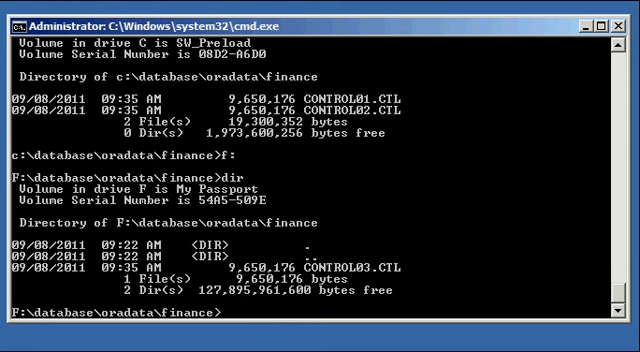 Administrator: C:\Windows\system32\cmd.exe
Volume in drive C is SW_Preload
Volume Serial Number is 08D2-A6D0
Directory of c:\database\oradata\finance
09/08/2011 09:35 AM 9,650,176 CONTROL01.CTL
09/08/2011 09:35 AM 9,650,176 CONTROL02.CTL
2 File(s) 19,300,352 bytes
0 Dir(s) 1,973,600,256 bytes free
c:\database\oradata\finance>f:
F:\database\oradata\finance>dir
Volume in drive F is My Passport
Volume Serial Number is 54A5-509E
Directory of F:\database\oradata\finance
09/08/2011 09:22 AM <DIR> .
09/08/2011 09:22 AM <DIR> ..
09/08/2011 09:35 AM 9,650,176 CONTROL03.CTL
1 File(s) 9,650,176 bytes
2 Dir(s) 127,895,961,600 bytes free
F:\database\oradata\finance>